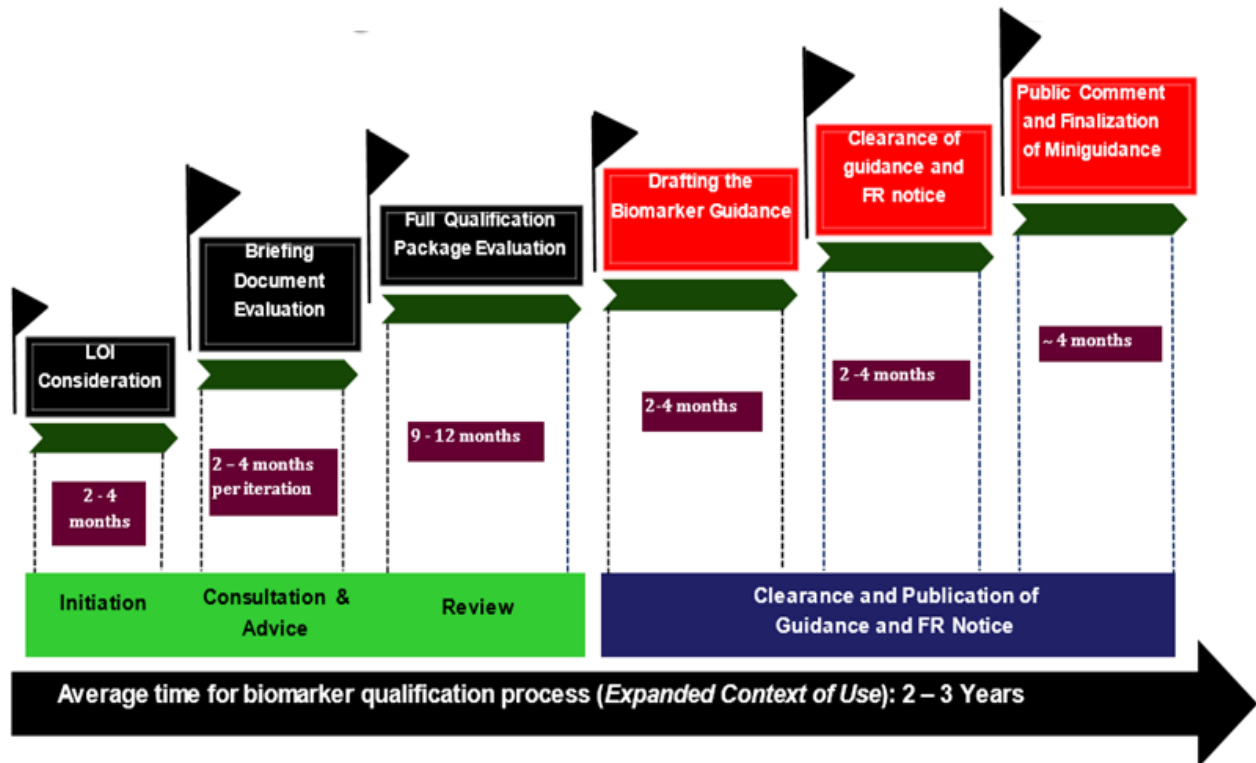 LOI
Consideration
2 - 4
months
Briefing
Document
Evaluation
2 – 4 months
per iteration
Full Qualification
Package Evaluation
9 - 12 months
Drafting the
Biomarker Guidance
2-4 months
Clearance of
guidance and
FR notice
2 -4 months
Public Comment
and Finalization
of Miniguidance
~ 4 months
Initiation
Consultation &
Advice
Review
Clearance and Publication of
Guidance and FR Notice
Average time for biomarker qualification process (Expanded Context of Use): 2 – 3 Years